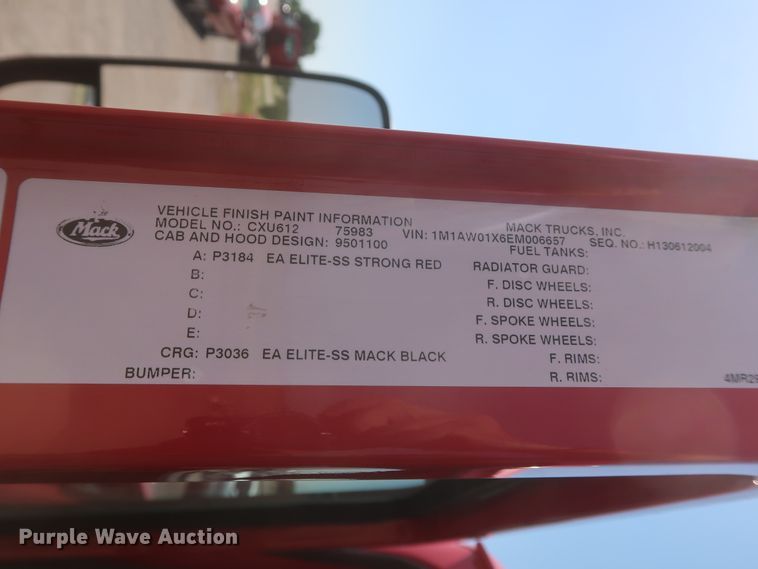 Mack
VEHICLE FINISH PAINT INFORMATION MACK TRUCKS, INC.
MODEL NO.: CXU612 75983 VIN: 1M1AW01X6EM006657 SEQ. NO.: H130612004
CAB AND HOOD DESIGN: 9501100 FUEL TANKS:
A: P3184 EA ELITE-SS STRONG RED RADIATOR GUARD:
B: F. DISC WHEELS:
C: R. DISC WHEELS:
D: F. SPOKE WHEELS:
E: R. SPOKE WHEELS:
CRG: P3036 EA ELITE-SS MACK BLACK F. RIMS:
BUMPER: R. RIMS:
4MR29
Purple Wave Auction